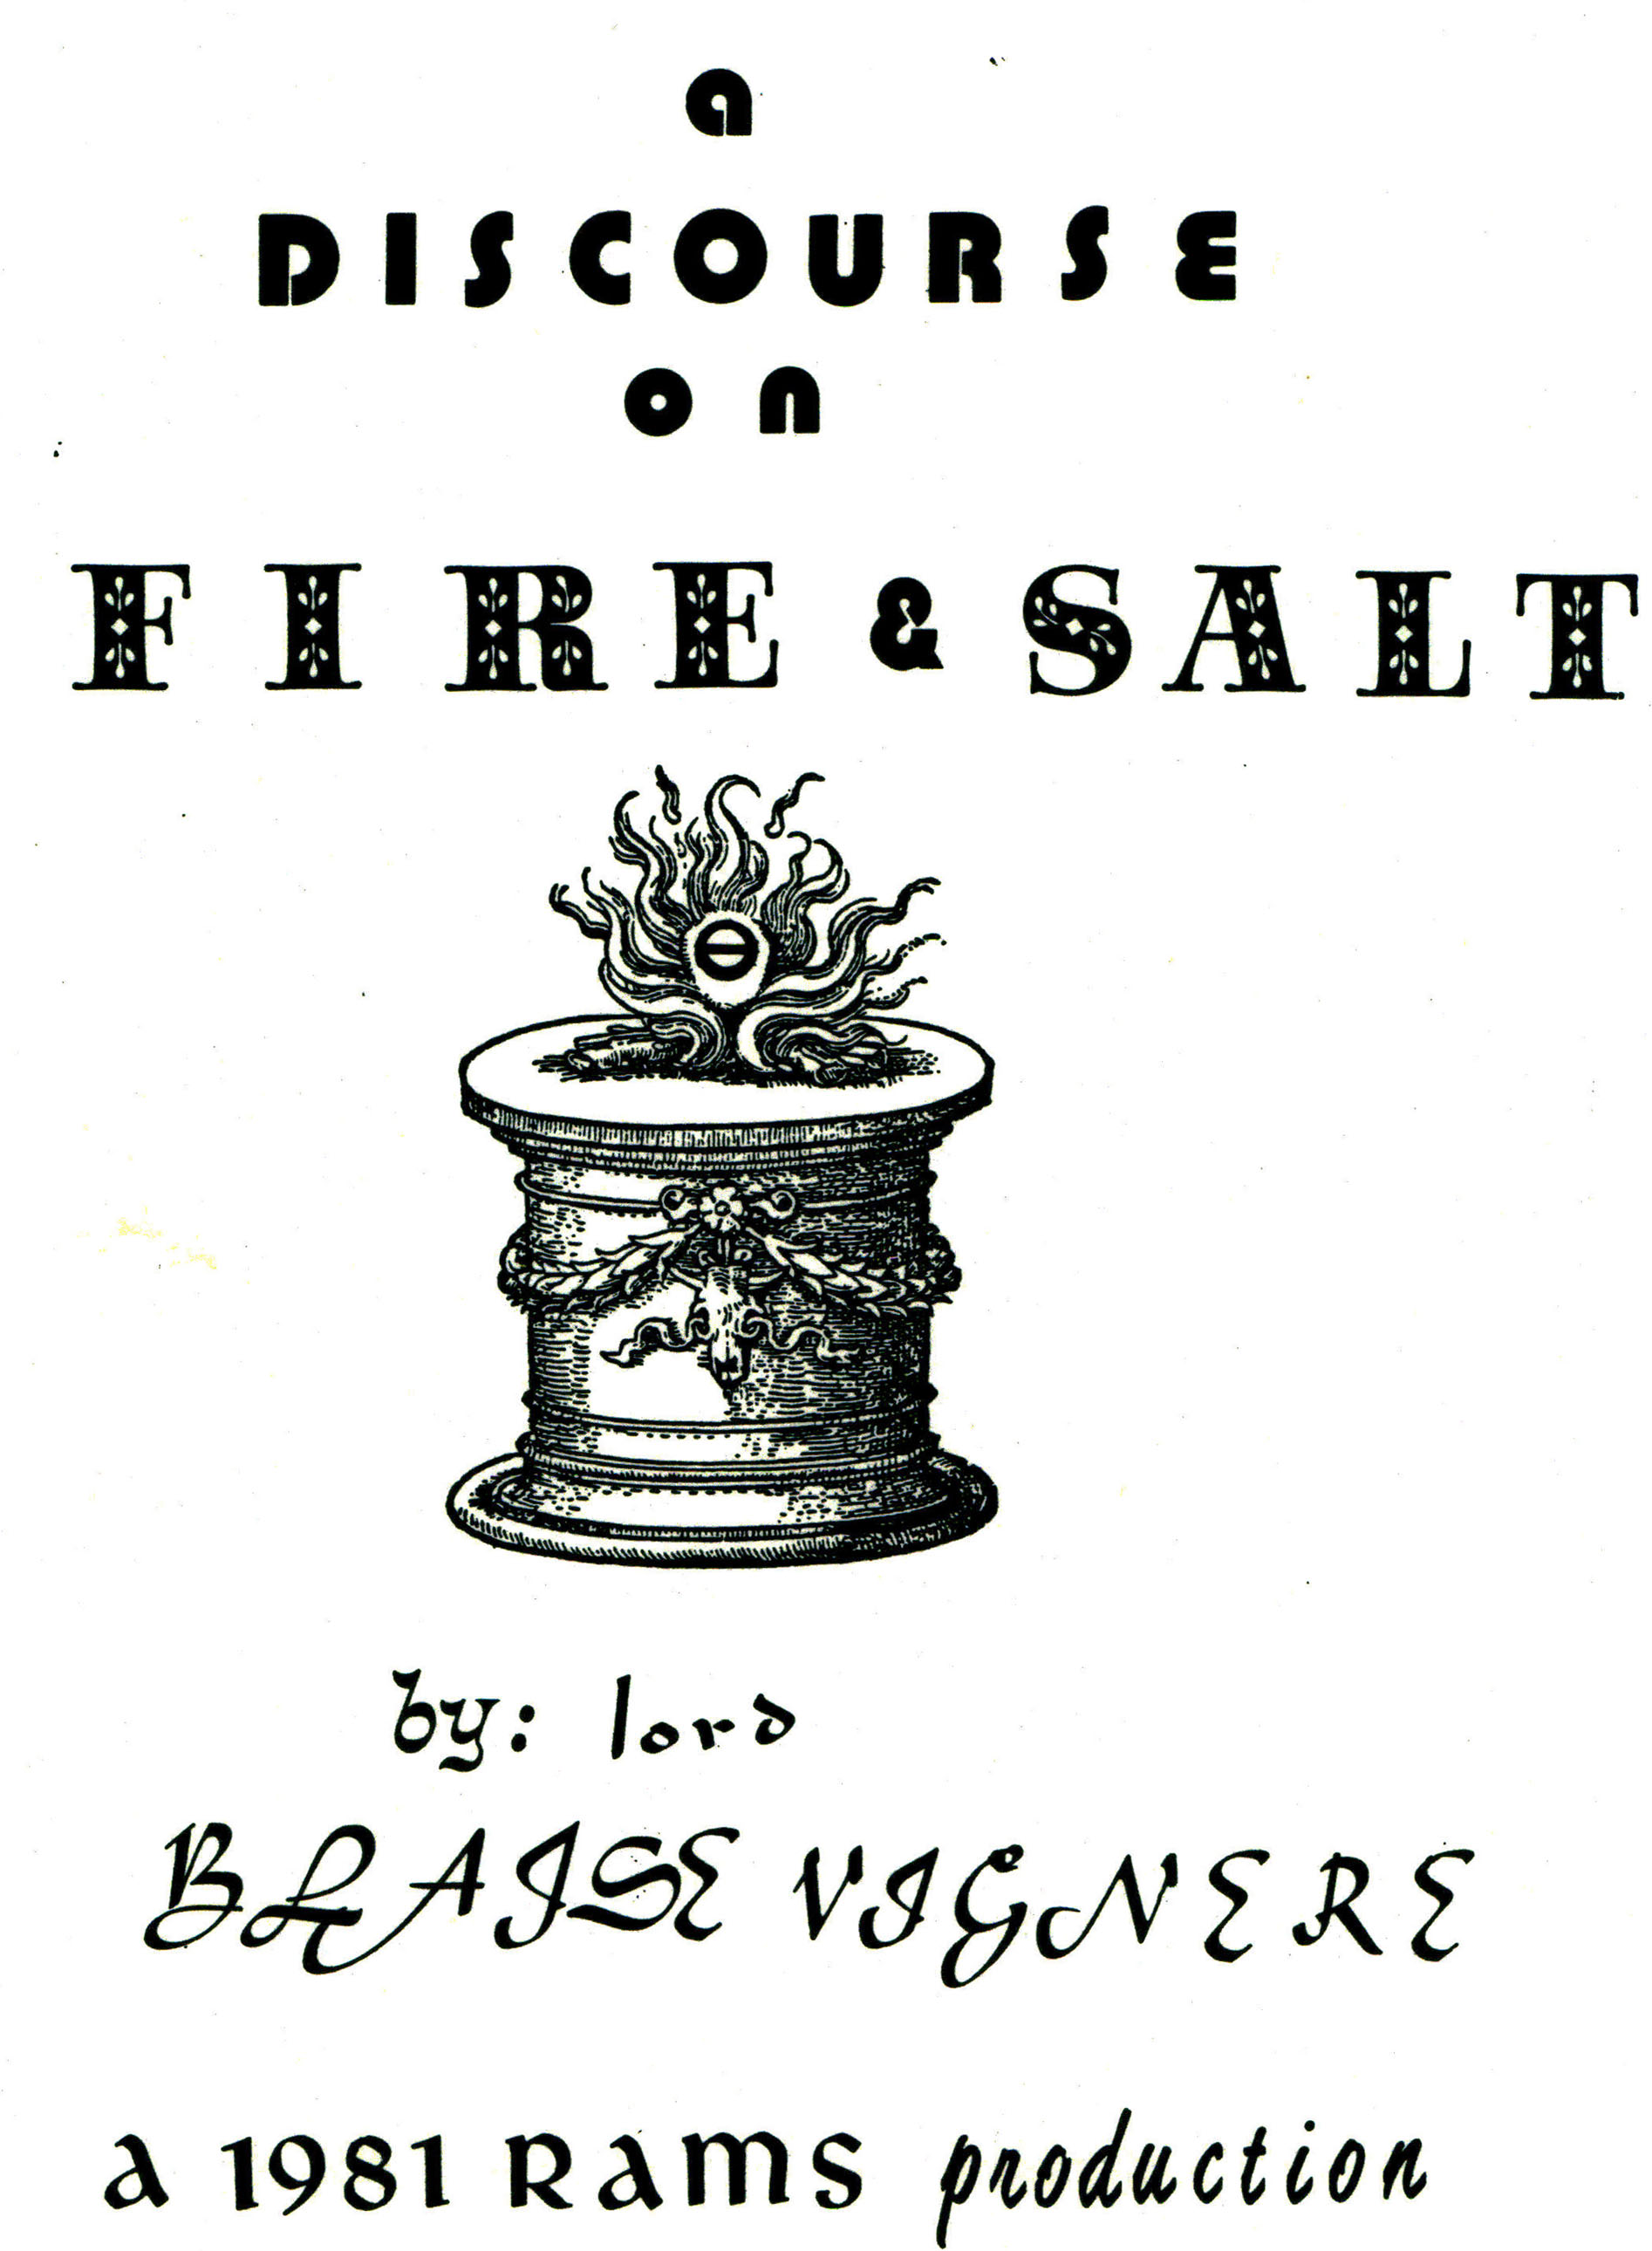 a
DISCOURSE
on
FIRE & SALT
by: lord
BLAISE VIGNERE
a 1981 RAMS production